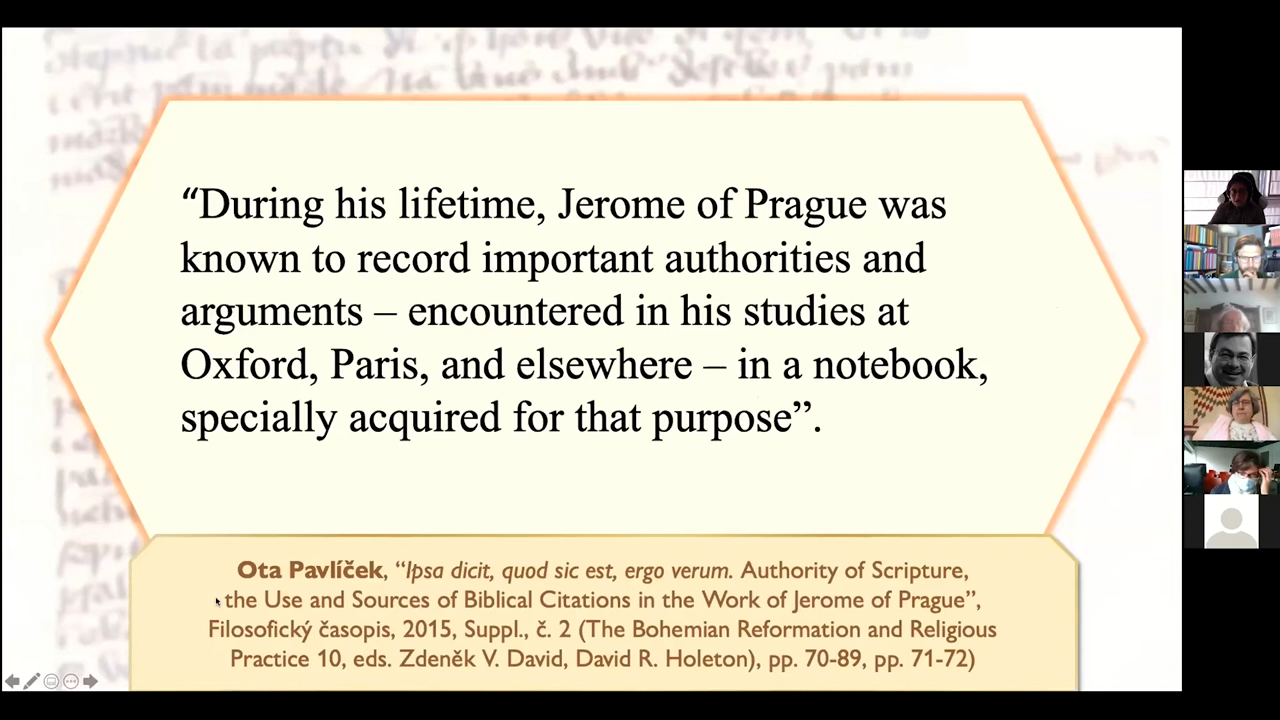 “During his lifetime, Jerome of Prague was
known to record important authorities and
arguments – encountered in his studies at
Oxford, Paris, and elsewhere – in a notebook,
specially acquired for that purpose”.
Ota Pavlíček, “Ipsa dicit, quod sic est, ergo verum. Authority of Scripture,
the Use and Sources of Biblical Citations in the Work of Jerome of Prague”,
Filosofický časopis, 2015, Suppl., č. 2 (The Bohemian Reformation and Religious
Practice 10, eds. Zdeněk V. David, David R. Holeton), pp. 70-89, pp. 71-72)